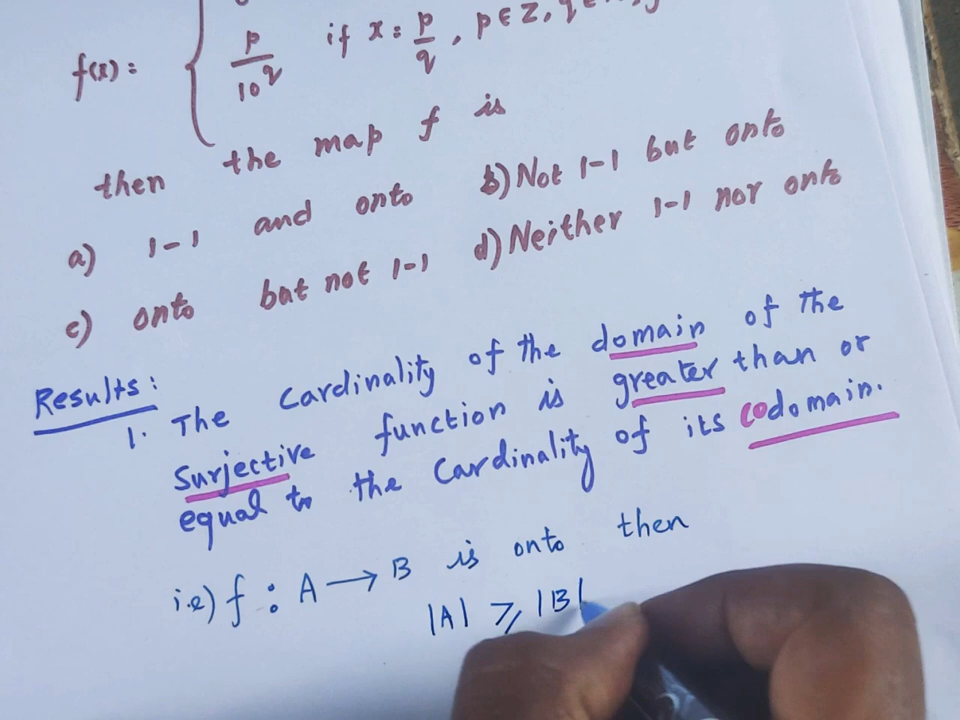 f(x) = { p/10^q if x = p/q, p ∈ Z, q ∈
then the map f is
a) 1-1 and onto b) Not 1-1 but onto
c) onto but not 1-1 d) Neither 1-1 nor onto
Results:
1. The Cardinality of the domain of the
Surjective function is greater than or
equal to the Cardinality of its codomain.
i.e) f : A → B is onto then
|A| ≥ |B|